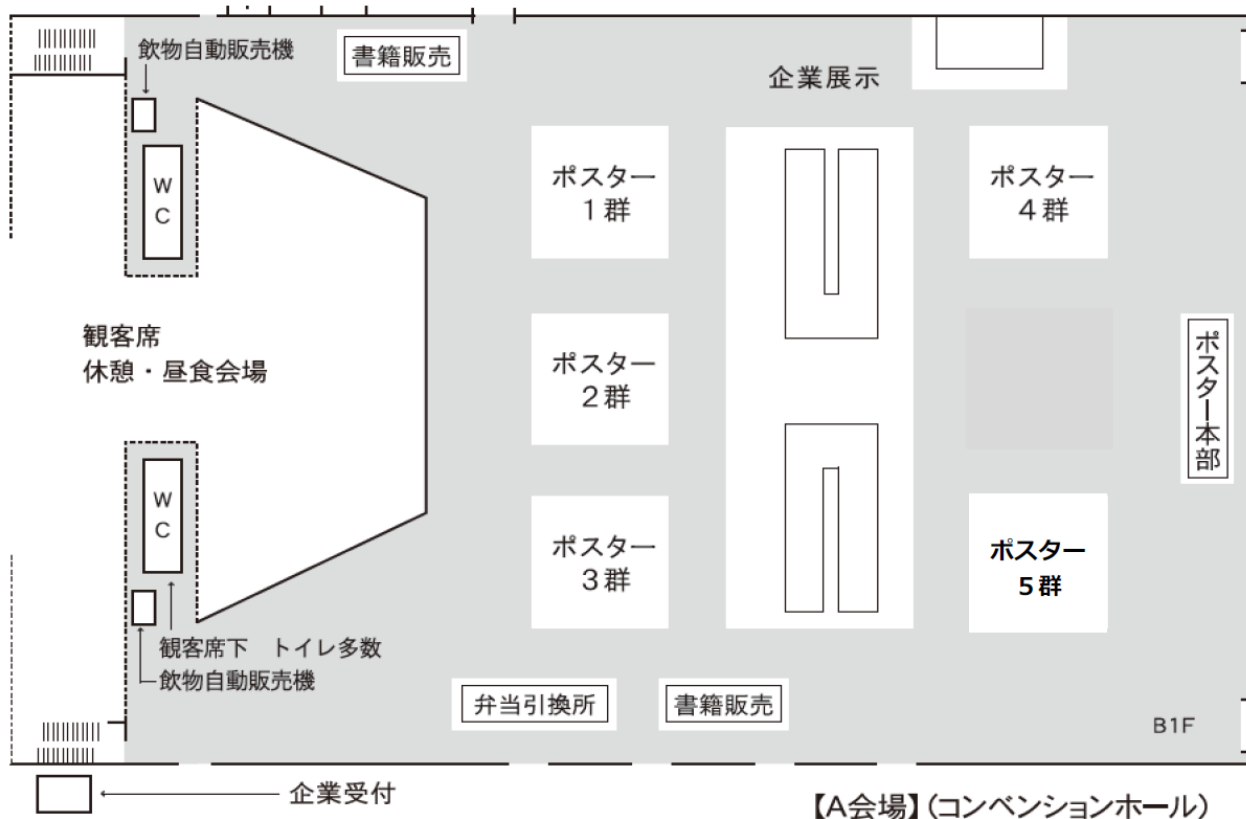 飲物自動販売機
書籍販売
企業展示
WC
ポスター
1群
ポスター
4群
観客席
休憩・昼食会場
ポスター
2群
ポスター本部
WC
ポスター
3群
ポスター
5群
観客席下 トイレ多数
飲物自動販売機
弁当引換所
書籍販売
B1F
企業受付
【A会場】(コンベンションホール)